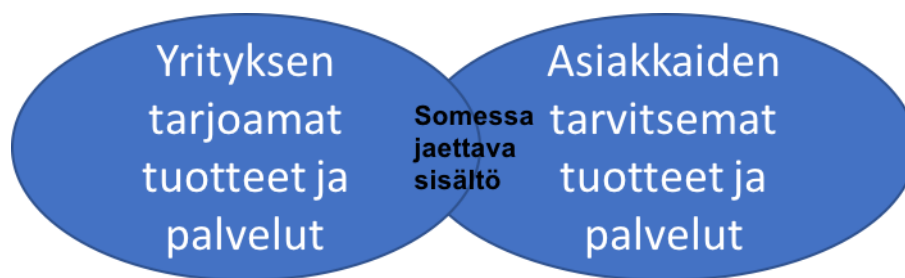 Yrityksen
tarjoamat
tuotteet ja
palvelut
Somessa
jaettava
sisältö
Asiakkaiden
tarvitsemat
tuotteet ja
palvelut